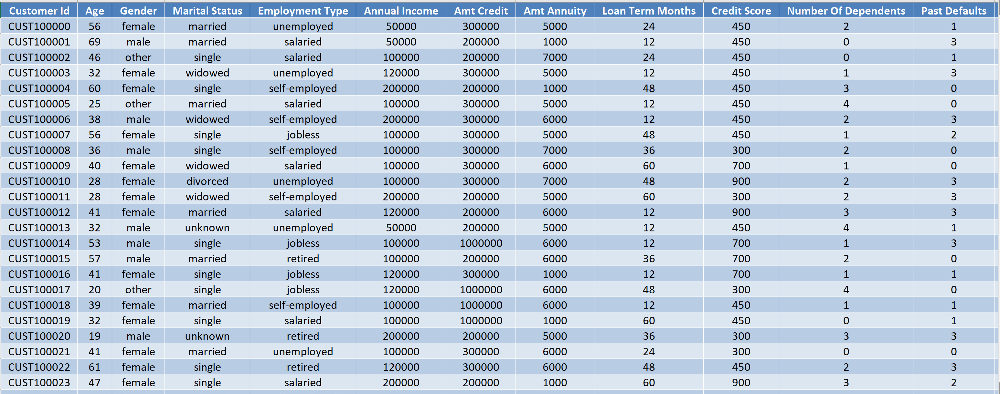 Customer Id Age Gender Marital Status Employment Type Annual Income Amt Credit Amt Annuity Loan Term Months Credit Score Number Of Dependents Past Defaults
CUST100000 56 female married unemployed 50000 300000 5000 24 450 2 1
CUST100001 69 male married salaried 50000 200000 1000 12 450 0 3
CUST100002 46 other single salaried 100000 200000 7000 24 450 0 1
CUST100003 32 female widowed unemployed 120000 300000 5000 12 450 1 3
CUST100004 60 female single self-employed 200000 200000 1000 48 450 3 0
CUST100005 25 other married salaried 100000 300000 5000 12 450 4 0
CUST100006 38 male widowed self-employed 200000 300000 6000 12 450 2 3
CUST100007 56 female single jobless 100000 300000 5000 48 450 1 2
CUST100008 36 male single self-employed 100000 300000 7000 36 300 2 0
CUST100009 40 female widowed salaried 100000 300000 6000 60 700 1 0
CUST100010 28 female divorced unemployed 100000 300000 7000 48 900 2 3
CUST100011 28 female widowed self-employed 200000 200000 5000 60 300 2 3
CUST100012 41 female married salaried 120000 200000 6000 12 900 3 3
CUST100013 32 male unknown unemployed 50000 200000 5000 12 450 4 1
CUST100014 53 male single jobless 100000 1000000 6000 12 700 1 3
CUST100015 57 male married retired 100000 200000 6000 36 700 2 0
CUST100016 41 female single jobless 120000 300000 1000 12 700 1 1
CUST100017 20 other single jobless 120000 1000000 6000 48 300 4 0
CUST100018 39 female married self-employed 100000 1000000 6000 12 450 1 1
CUST100019 32 female single salaried 100000 1000000 1000 60 450 0 1
CUST100020 19 male unknown retired 200000 200000 5000 36 300 3 3
CUST100021 41 female married unemployed 100000 300000 6000 24 300 0 0
CUST100022 61 female single retired 120000 300000 6000 48 450 2 3
CUST100023 47 female single salaried 200000 200000 1000 60 900 3 2